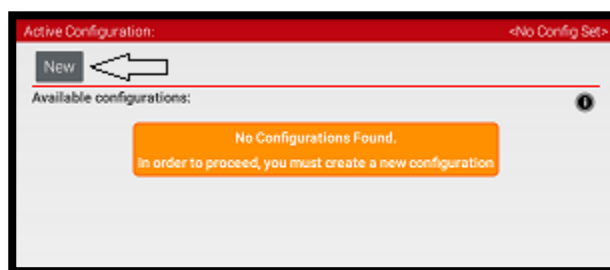 Active Configuration: <No Config Set>
New
Available configurations:
No Configurations Found.
In order to proceed, you must create a new configuration